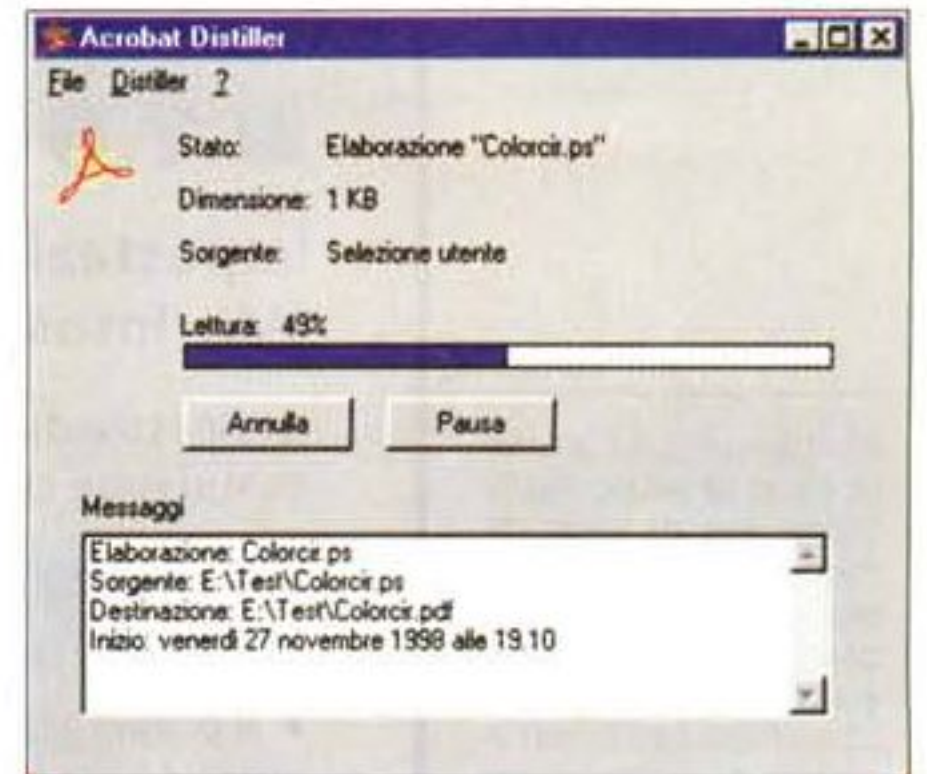 Acrobat Distiller
File Distiller ?
Stato: Elaborazione "Colorcir.ps"
Dimensione: 1 KB
Sorgente: Selezione utente
Lettura: 49%
Annulla Pausa
Messaggi
Elaborazione: Colorcir.ps
Sorgente: E:\Test\Colorcir.ps
Destinazione: E:\Test\Colorcir.pdf
Inizio: venerdì 27 novembre 1998 alle 19.10